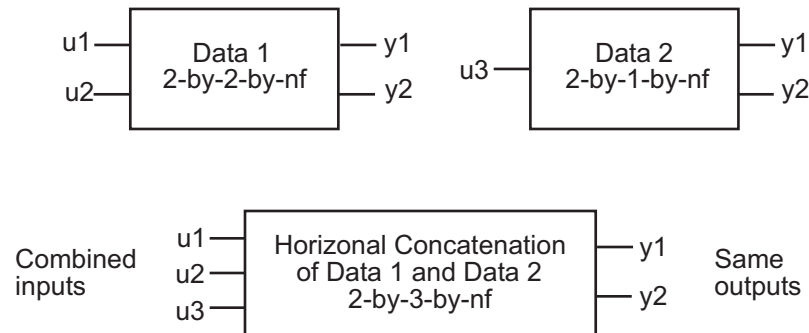 u1
u2
Data 1
2-by-2-by-nf
y1
y2
u3
Data 2
2-by-1-by-nf
y1
y2
Combined
inputs
u1
u2
u3
Horizonal Concatenation
of Data 1 and Data 2
2-by-3-by-nf
y1
y2
Same
outputs